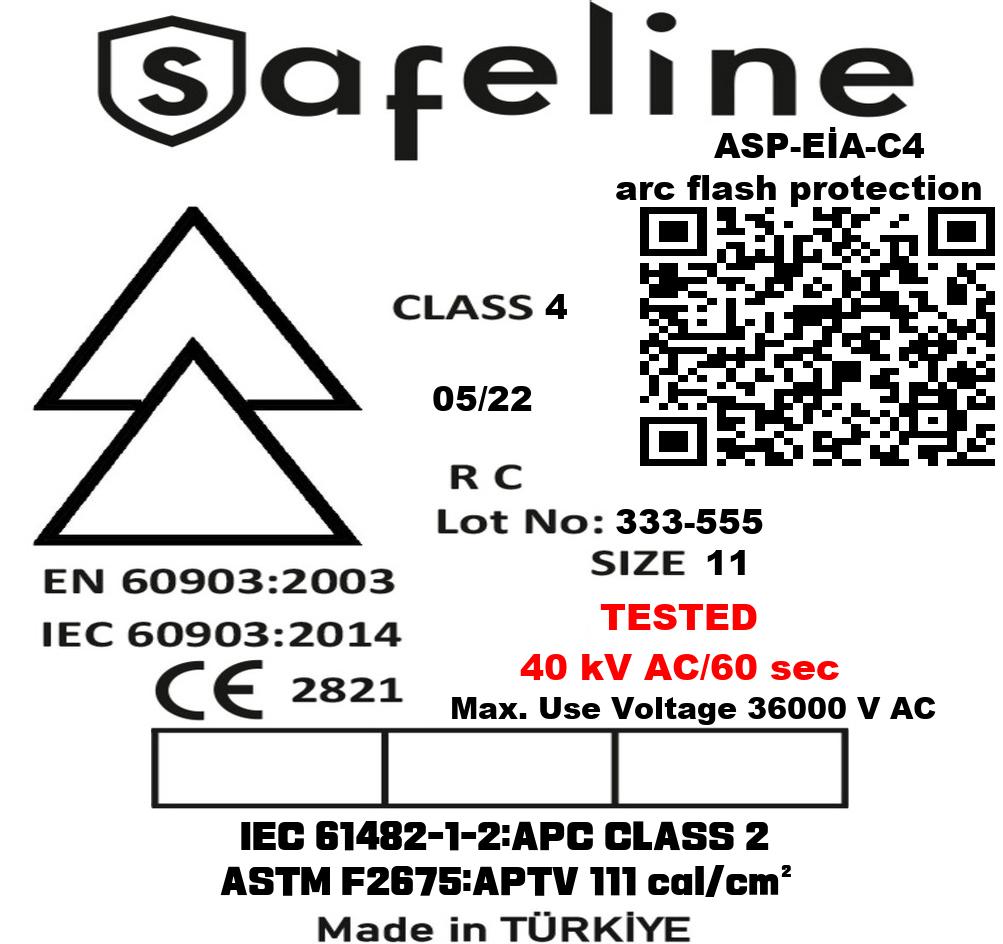 safeline
ASP-EİA-C4
arc flash protection
CLASS 4
05/22
R C
Lot No: 333-555
SIZE 11
EN 60903:2003
IEC 60903:2014
TESTED
40 kV AC/60 sec
CE 2821
Max. Use Voltage 36000 V AC
IEC 61482-1-2:APC CLASS 2
ASTM F2675:APTV 111 cal/cm²
Made in TÜRKİYE